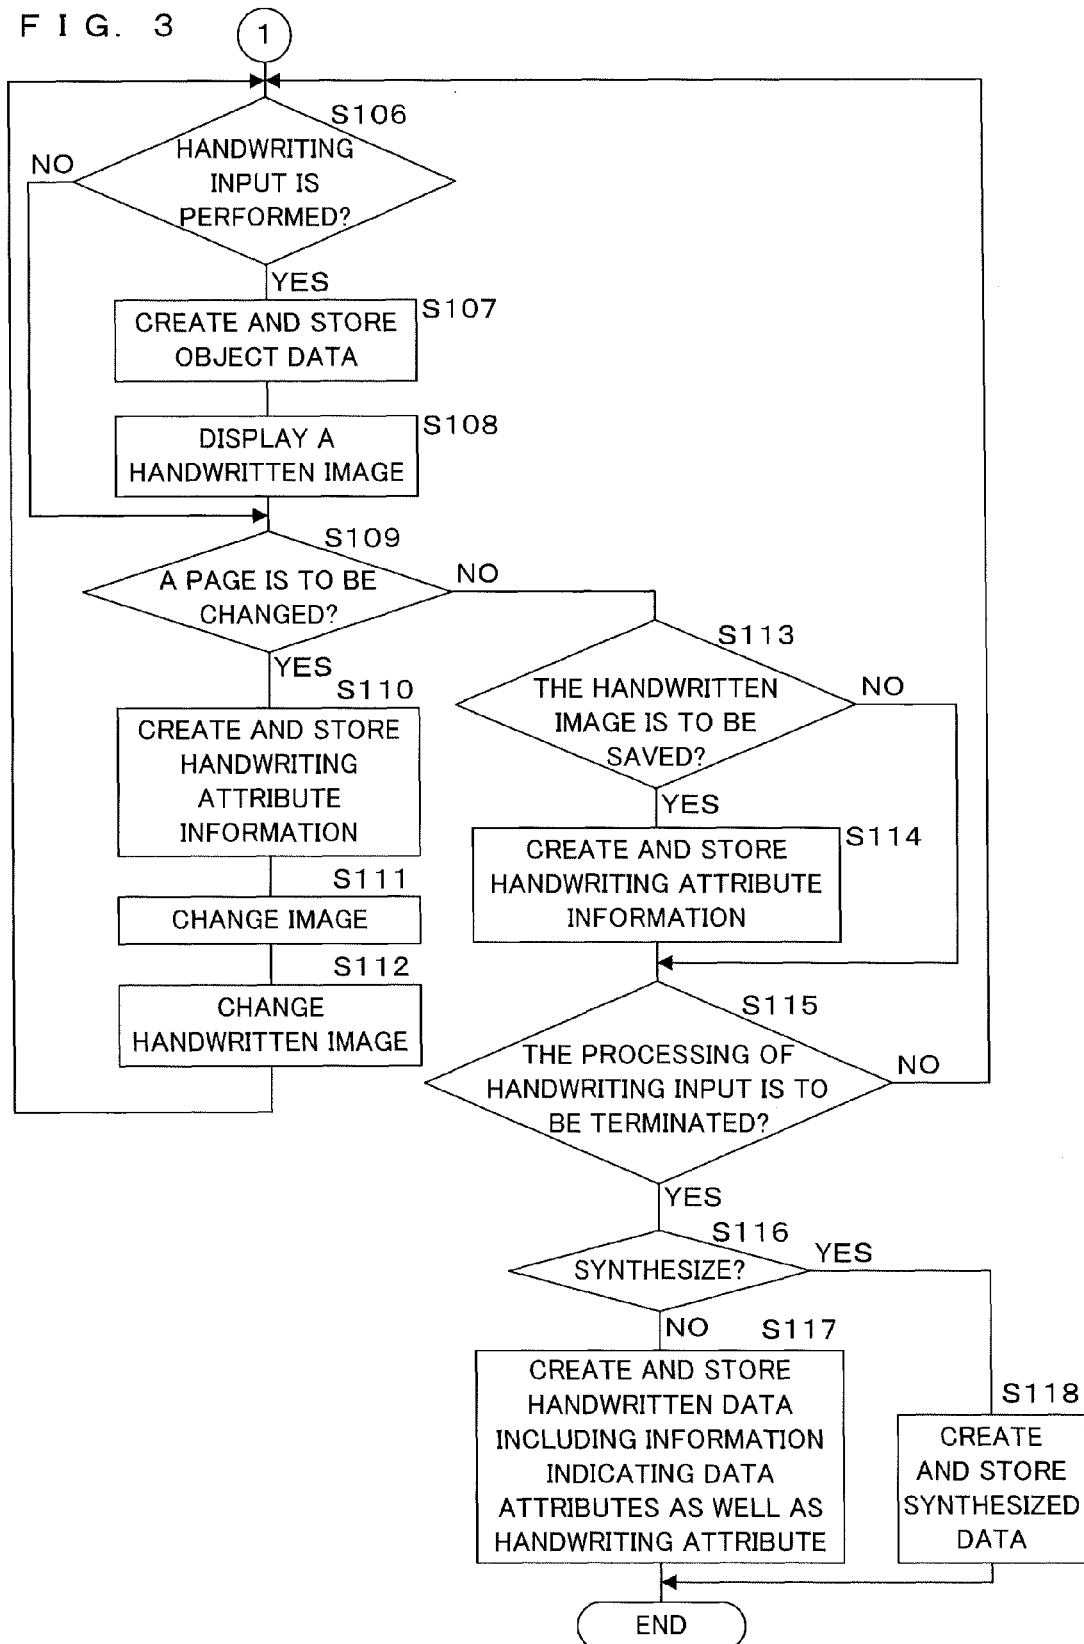 FIG. 3
1
S106
HANDWRITING
INPUT IS
PERFORMED?
NO
YES
S107
CREATE AND STORE
OBJECT DATA
S108
DISPLAY A
HANDWRITTEN IMAGE
S109
A PAGE IS TO BE
CHANGED?
NO
YES
S110
CREATE AND STORE
HANDWRITING
ATTRIBUTE
INFORMATION
S111
CHANGE IMAGE
S112
CHANGE
HANDWRITTEN IMAGE
S113
THE HANDWRITTEN
IMAGE IS TO BE
SAVED?
NO
YES
S114
CREATE AND STORE
HANDWRITING ATTRIBUTE
INFORMATION
S115
THE PROCESSING OF
HANDWRITING INPUT IS TO
BE TERMINATED?
NO
YES
S116
SYNTHESIZE?
YES
NO
S117
CREATE AND STORE
HANDWRITTEN DATA
INCLUDING INFORMATION
INDICATING DATA
ATTRIBUTES AS WELL AS
HANDWRITING ATTRIBUTE
S118
CREATE
AND STORE
SYNTHESIZED
DATA
END